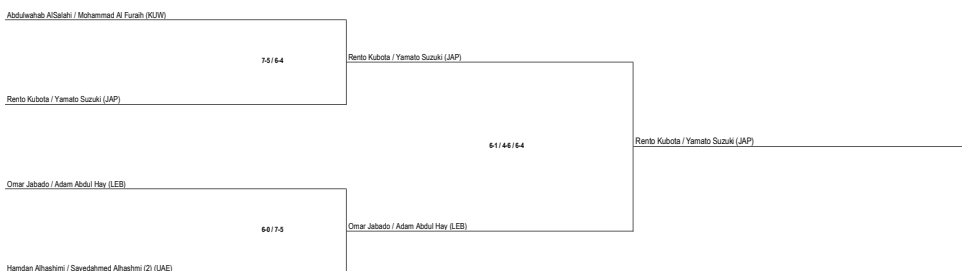 Abdulwahab AlSalahi / Mohammad Al Furaih (KUW)
7-5 / 6-4
Rento Kubota / Yamato Suzuki (JAP)
Rento Kubota / Yamato Suzuki (JAP)
6-1 / 4-6 / 6-4
Rento Kubota / Yamato Suzuki (JAP)
Omar Jabado / Adam Abdul Hay (LEB)
6-0 / 7-5
Omar Jabado / Adam Abdul Hay (LEB)
Hamdan Alhashimi / Sayedahmed Alhashmi (2) (UAE)